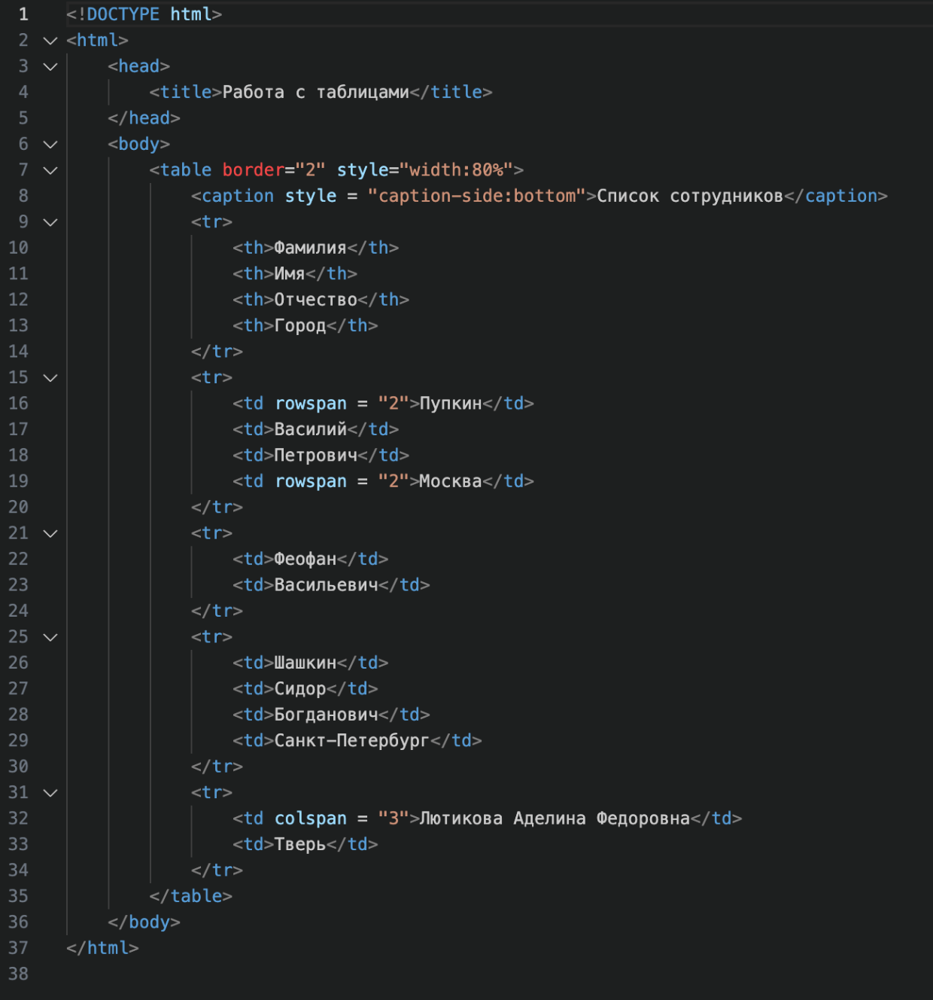 1 <!DOCTYPE html>
2 <html>
3     <head>
4         <title>Работа с таблицами</title>
5     </head>
6     <body>
7         <table border="2" style="width:80%">
8             <caption style = "caption-side:bottom">Список сотрудников</caption>
9             <tr>
10                 <th>Фамилия</th>
11                 <th>Имя</th>
12                 <th>Отчество</th>
13                 <th>Город</th>
14             </tr>
15             <tr>
16                 <td rowspan = "2">Пупкин</td>
17                 <td>Василий</td>
18                 <td>Петрович</td>
19                 <td rowspan = "2">Москва</td>
20             </tr>
21             <tr>
22                 <td>Феофан</td>
23                 <td>Васильевич</td>
24             </tr>
25             <tr>
26                 <td>Шашкин</td>
27                 <td>Сидор</td>
28                 <td>Богданович</td>
29                 <td>Санкт-Петербург</td>
30             </tr>
31             <tr>
32                 <td colspan = "3">Лютикова Аделина Федоровна</td>
33                 <td>Тверь</td>
34             </tr>
35         </table>
36     </body>
37 </html>
38